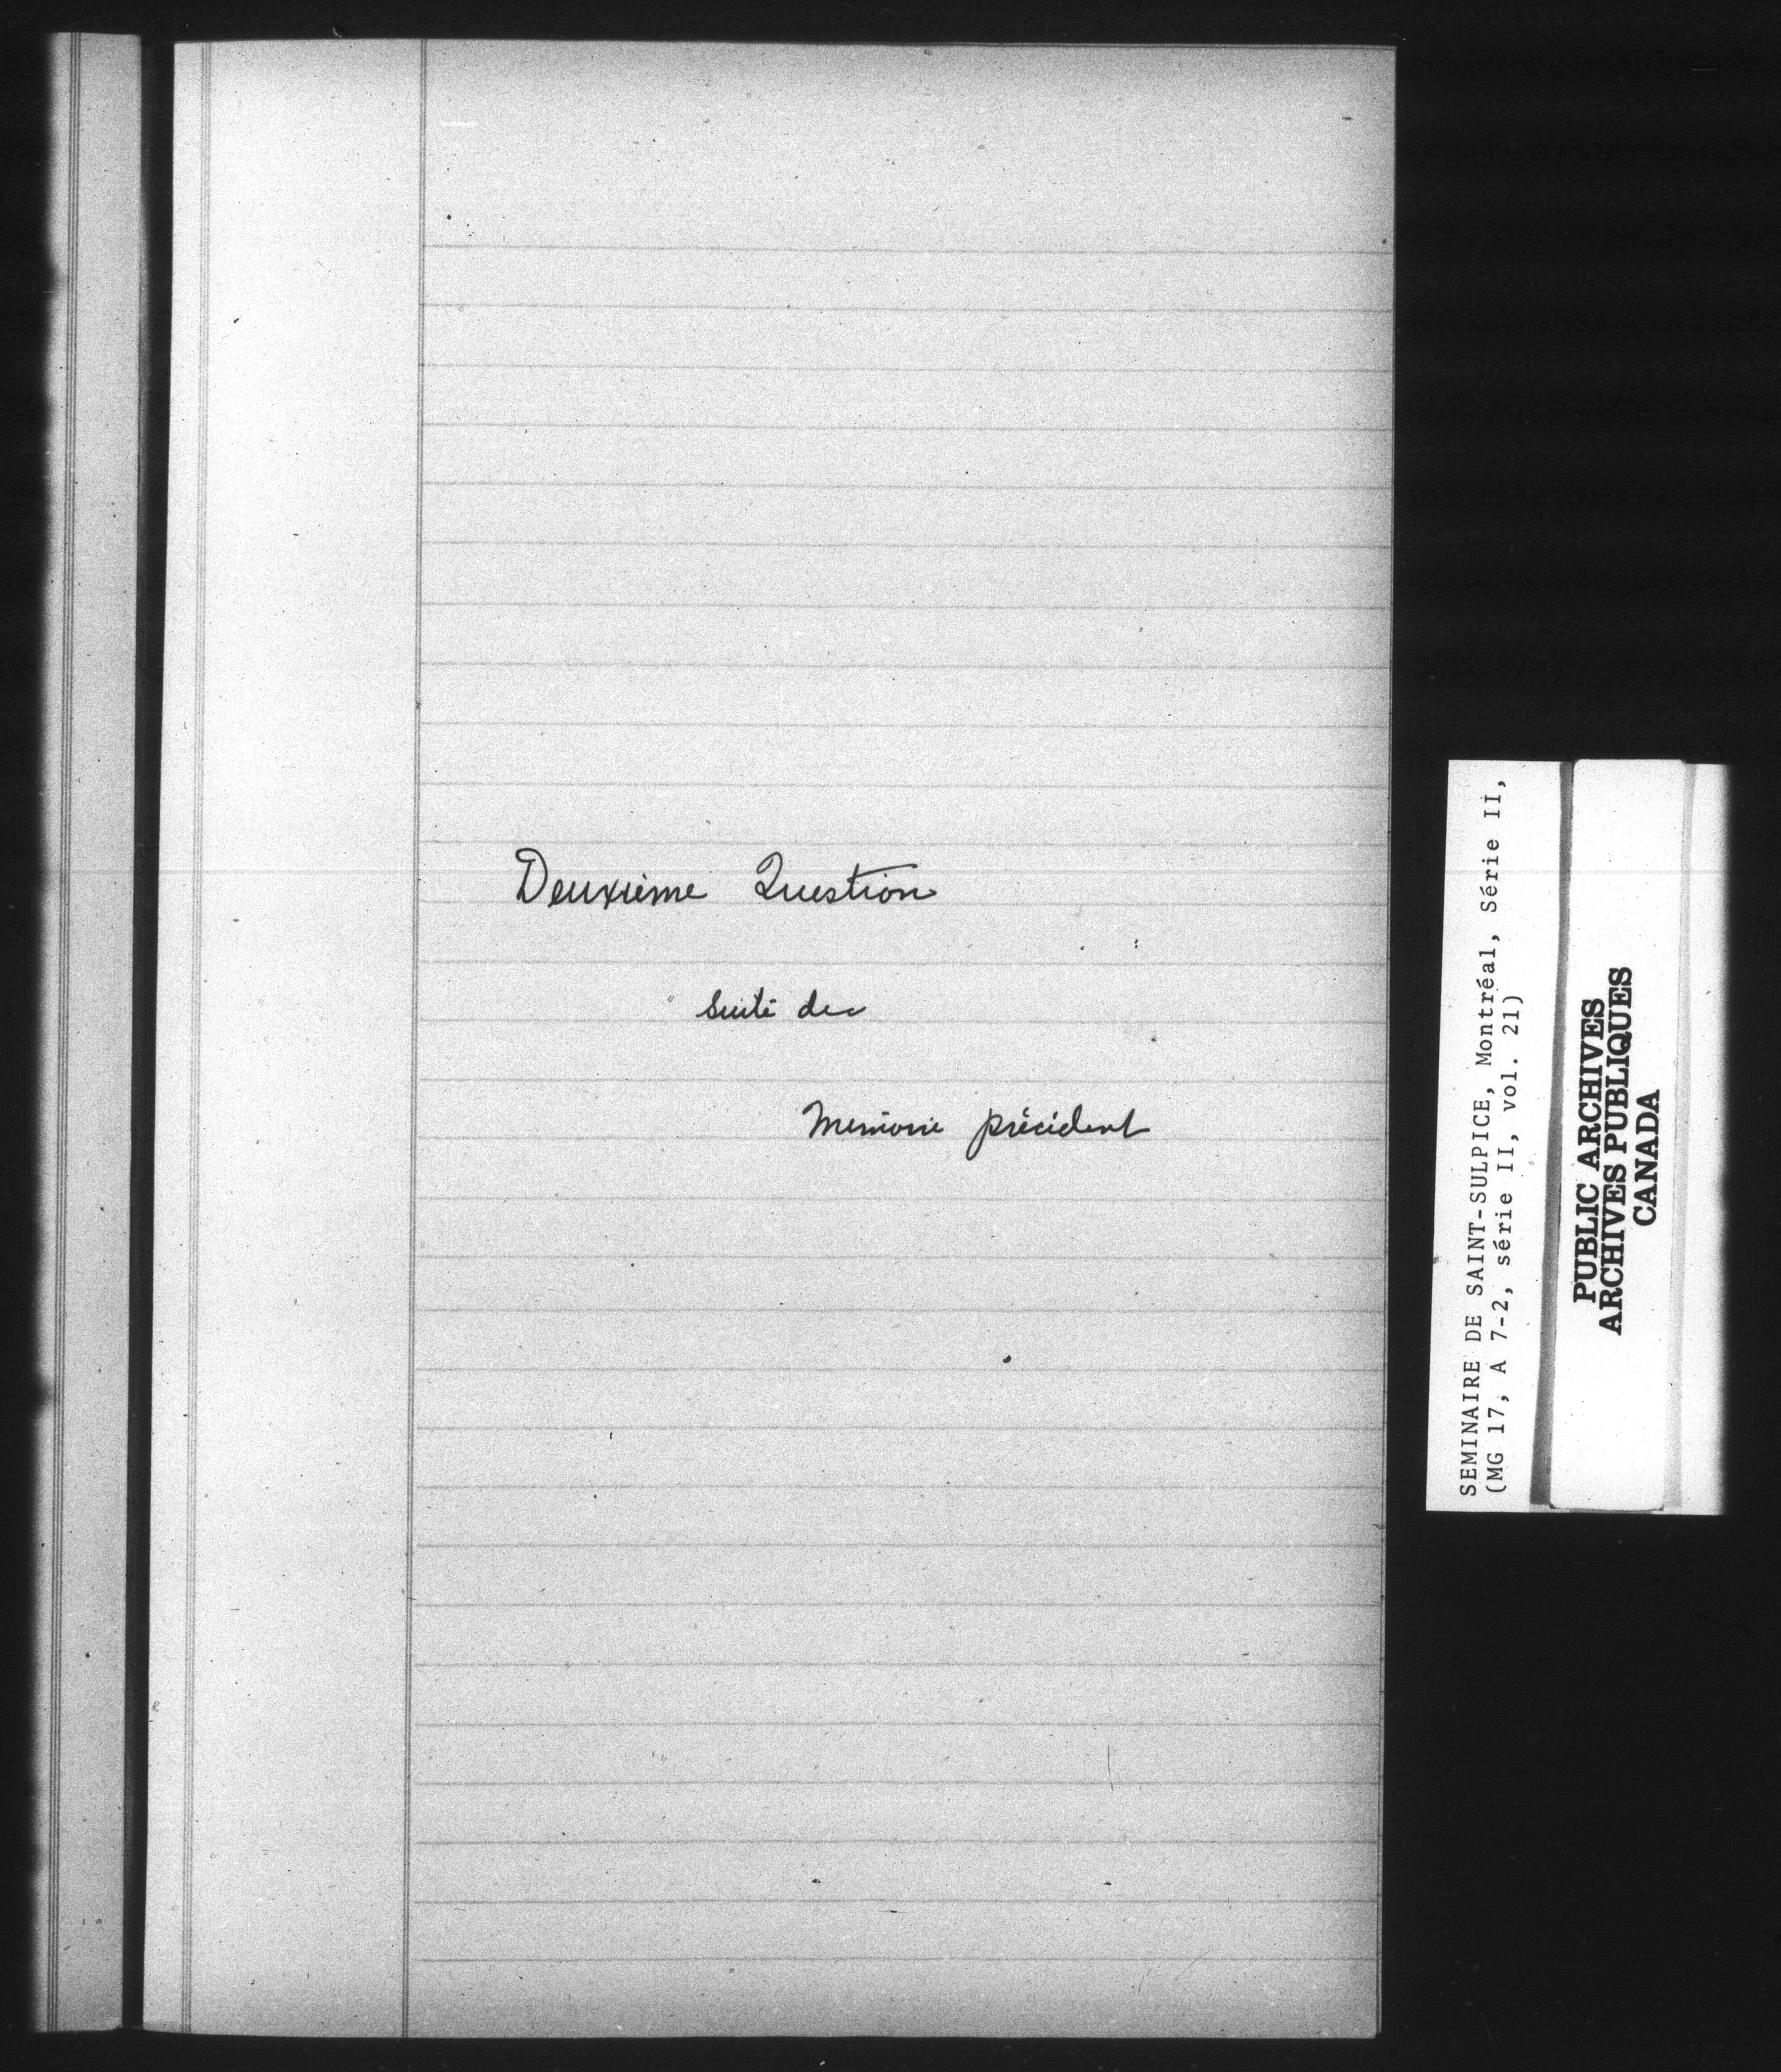 Deuxième Question
Suite du
Mémoire précédent
SEMINAIRE DE SAINT-SULPICE, Montréal, Série II,
(MG 17, A 7-2, série II, vol. 21)
PUBLIC ARCHIVES
ARCHIVES PUBLIQUES
CANADA